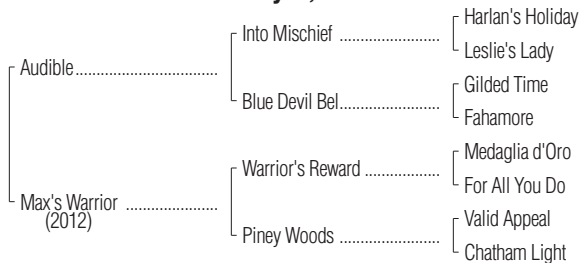 Harlan's Holiday
Into Mischief
Leslie's Lady
Audible
Gilded Time
Blue Devil Bel
Fahamore
Medaglia d'Oro
Warrior's Reward
For All You Do
Max's Warrior
(2012)
Valid Appeal
Piney Woods
Chatham Light